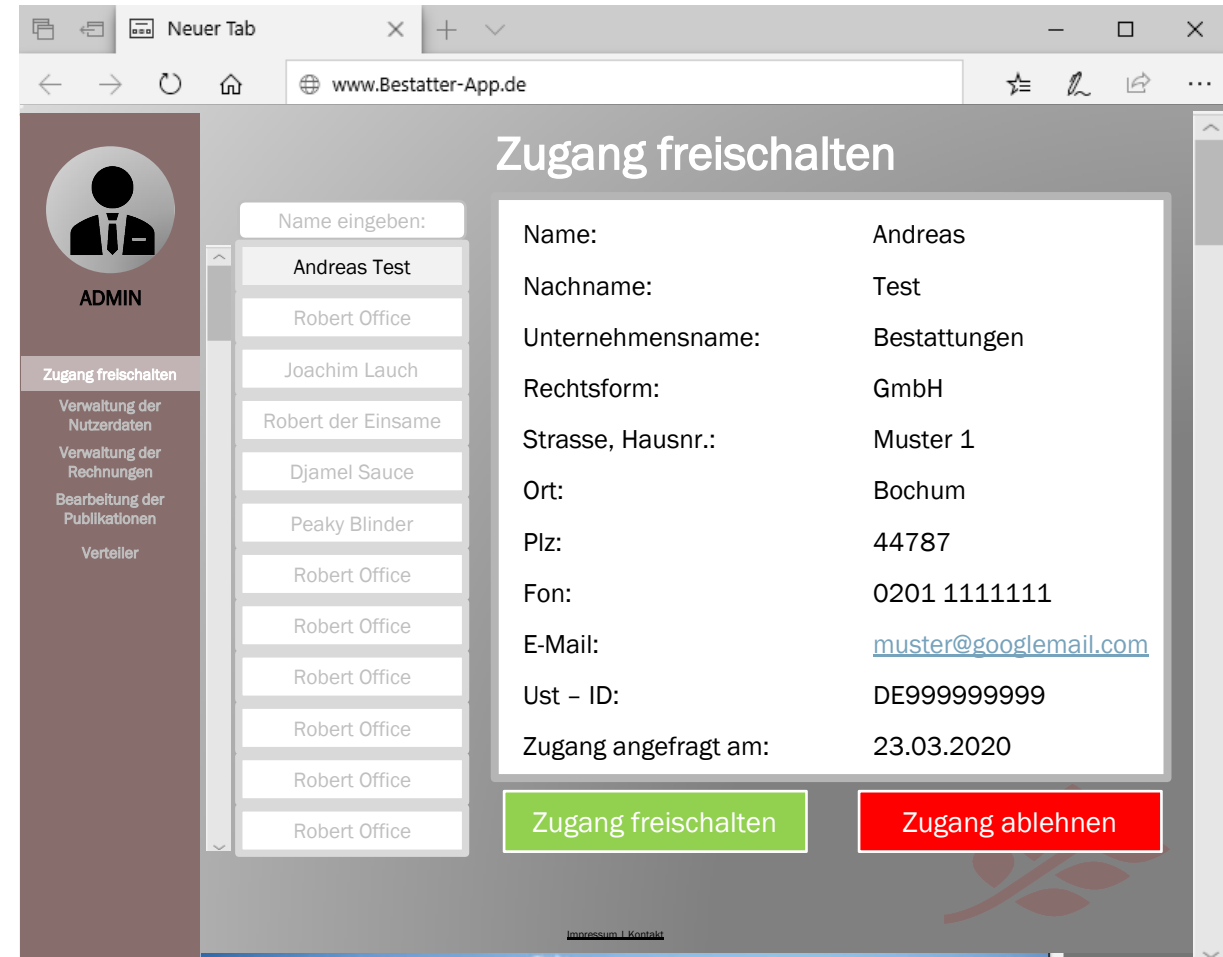 Neuer Tab
www.Bestatter-App.de
Zugang freischalten
ADMIN
Zugang freischalten
Verwaltung der
Nutzerdaten
Verwaltung der
Rechnungen
Bearbeitung der
Publikationen
Verteiler
Name eingeben:
Andreas Test
Robert Office
Joachim Lauch
Robert der Einsame
Djamel Sauce
Peaky Blinder
Robert Office
Robert Office
Robert Office
Robert Office
Robert Office
Robert Office
Name: Andreas
Nachname: Test
Unternehmensname: Bestattungen
Rechtsform: GmbH
Strasse, Hausnr.: Muster 1
Ort: Bochum
Plz: 44787
Fon: 0201 1111111
E-Mail: muster@googlemail.com
Ust – ID: DE999999999
Zugang angefragt am: 23.03.2020
Zugang freischalten
Zugang ablehnen
Impressum | Kontakt